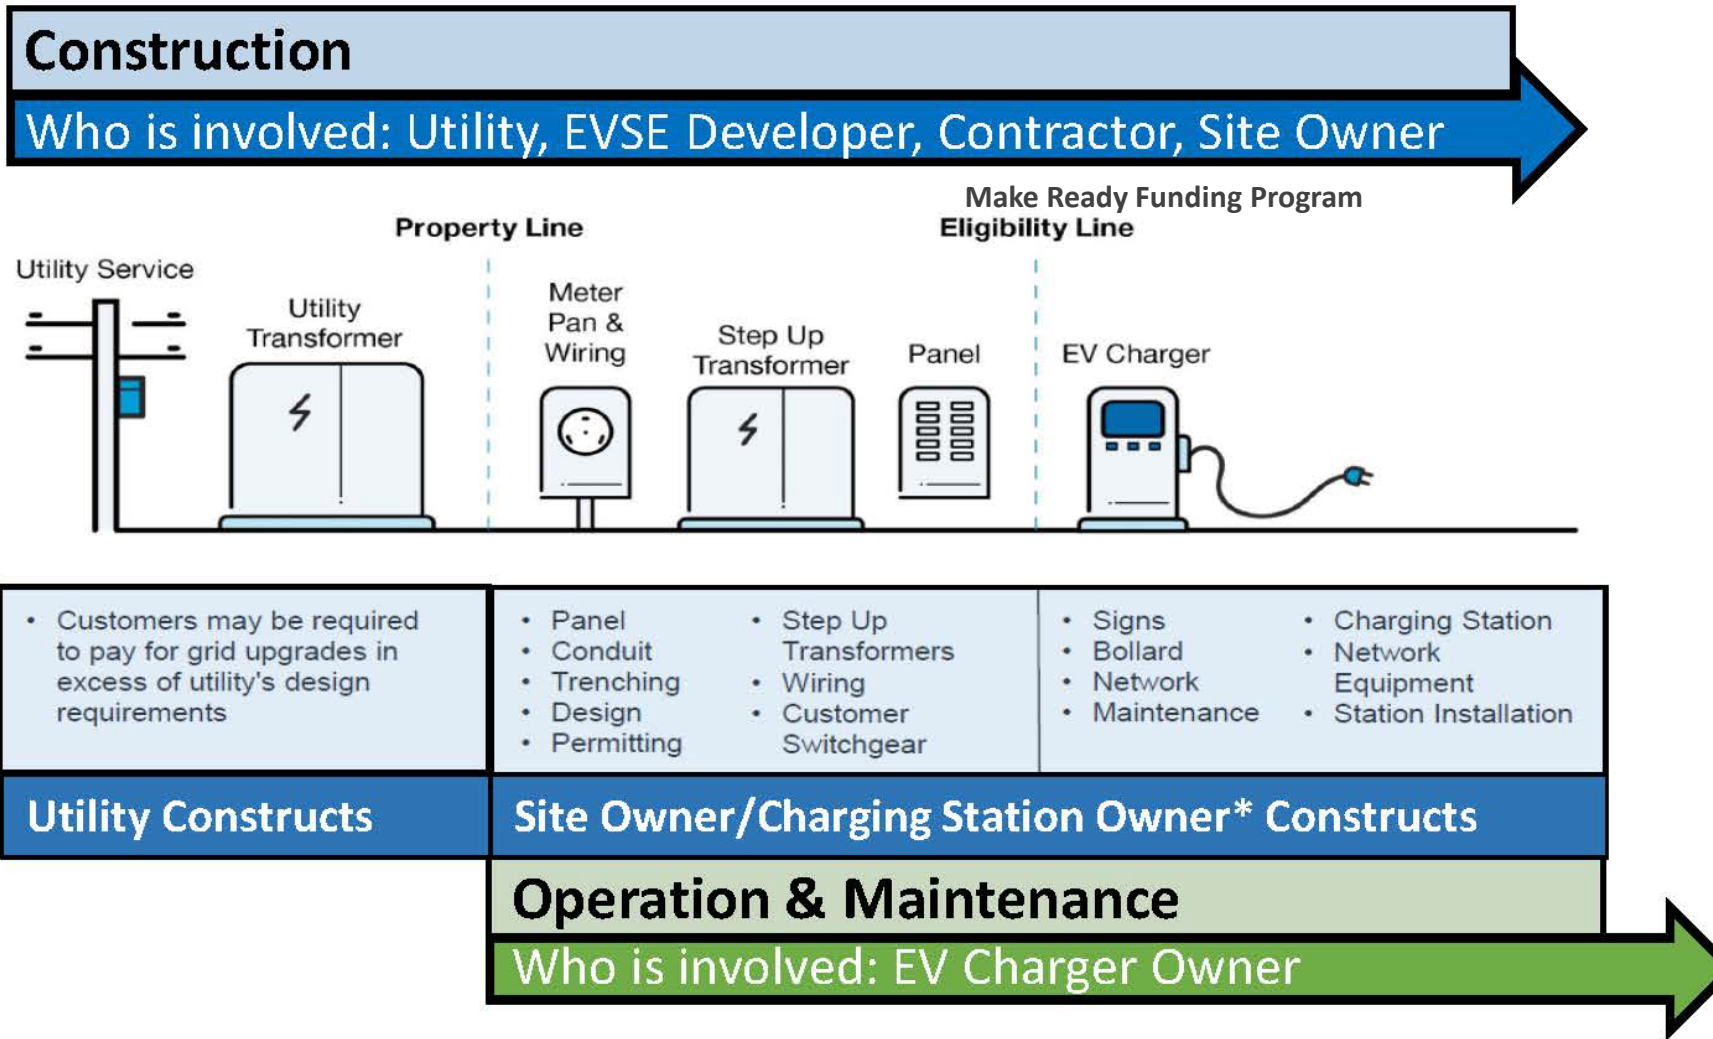 Construction
Who is involved: Utility, EVSE Developer, Contractor, Site Owner
Make Ready Funding Program
Property Line
Eligibility Line
Utility Service
Utility
Transformer
Meter
Pan &
Wiring
Step Up
Transformer
Panel
EV Charger
• Customers may be required
to pay for grid upgrades in
excess of utility's design
requirements
• Panel
• Conduit
• Trenching
• Design
• Permitting
• Step Up
Transformers
• Wiring
• Customer
Switchgear
• Signs
• Bollard
• Network
• Maintenance
• Charging Station
• Network
Equipment
• Station Installation
Utility Constructs
Site Owner/Charging Station Owner* Constructs
Operation & Maintenance
Who is involved: EV Charger Owner